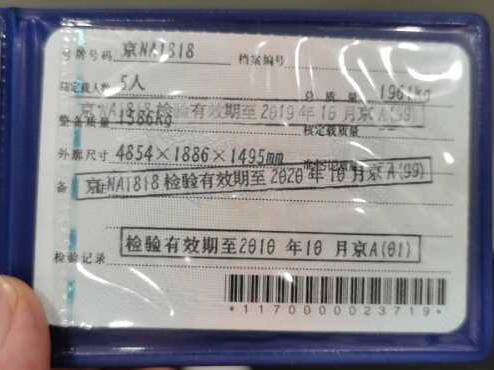 号牌号码 京NA1818 档案编号
核定载人数 5人 总质量 1961kg
京NA1818检验有效期至2019年10月京A(99)
整备质量 1586kg 核定载质量 --
外廓尺寸 4854×1886×1495mm
备
京NA1818检验有效期至2020年10月京A(99)
检验有效期至2010年10月京A(01)
检验记录
*1170000023719*